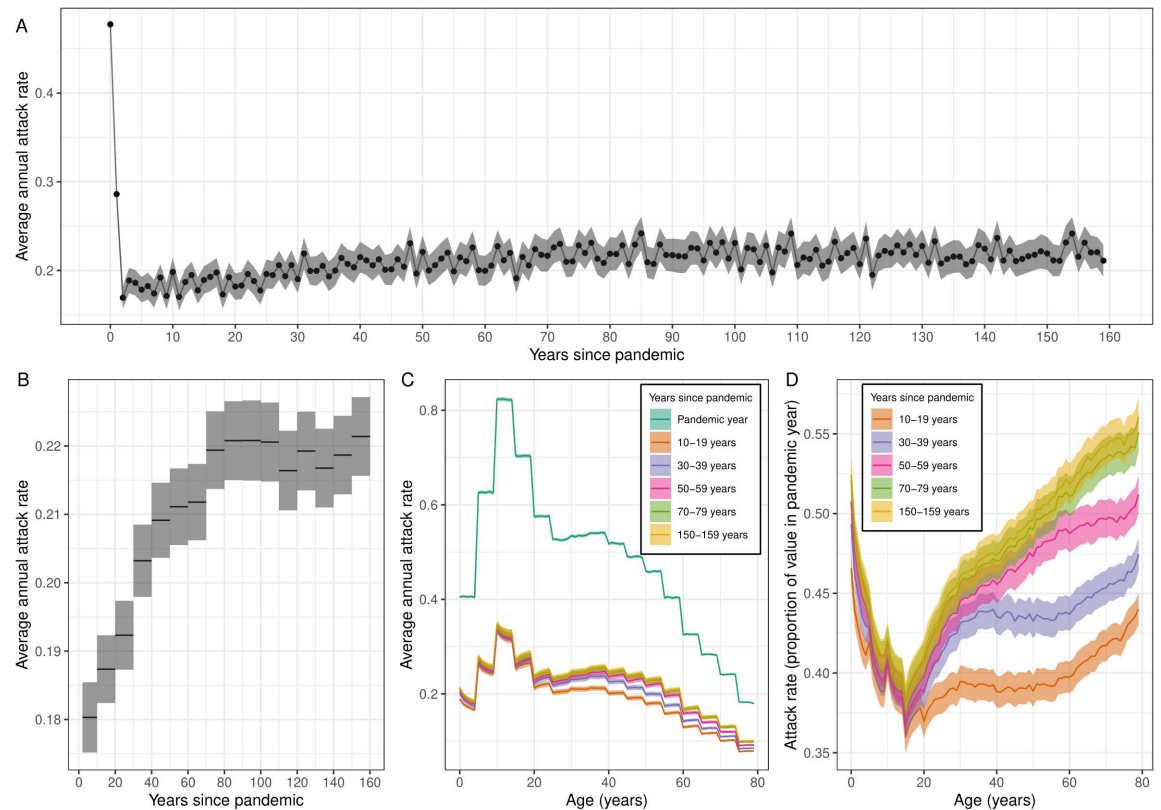 A
Average annual attack rate
0.4
0.3
0.2
0 10 20 30 40 50 60 70 80 90 100 110 120 130 140 150 160
Years since pandemic
B
Average annual attack rate
0.22
0.21
0.20
0.19
0.18
0 20 40 60 80 100 120 140 160
Years since pandemic
C
Average annual attack rate
0.8
0.6
0.4
0.2
0 20 40 60 80
Age (years)
Years since pandemic
Pandemic year
10−19 years
30−39 years
50−59 years
70−79 years
150−159 years
D
Attack rate (proportion of value in pandemic year)
0.55
0.50
0.45
0.40
0.35
0 20 40 60 80
Age (years)
Years since pandemic
10−19 years
30−39 years
50−59 years
70−79 years
150−159 years